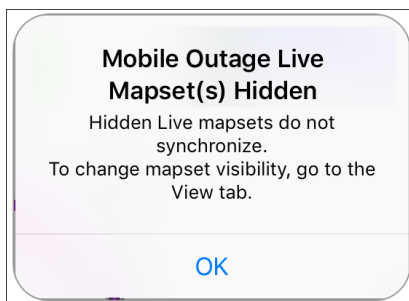 Mobile Outage Live
Mapset(s) Hidden
Hidden Live mapsets do not
synchronize.
To change mapset visibility, go to the
View tab.
OK